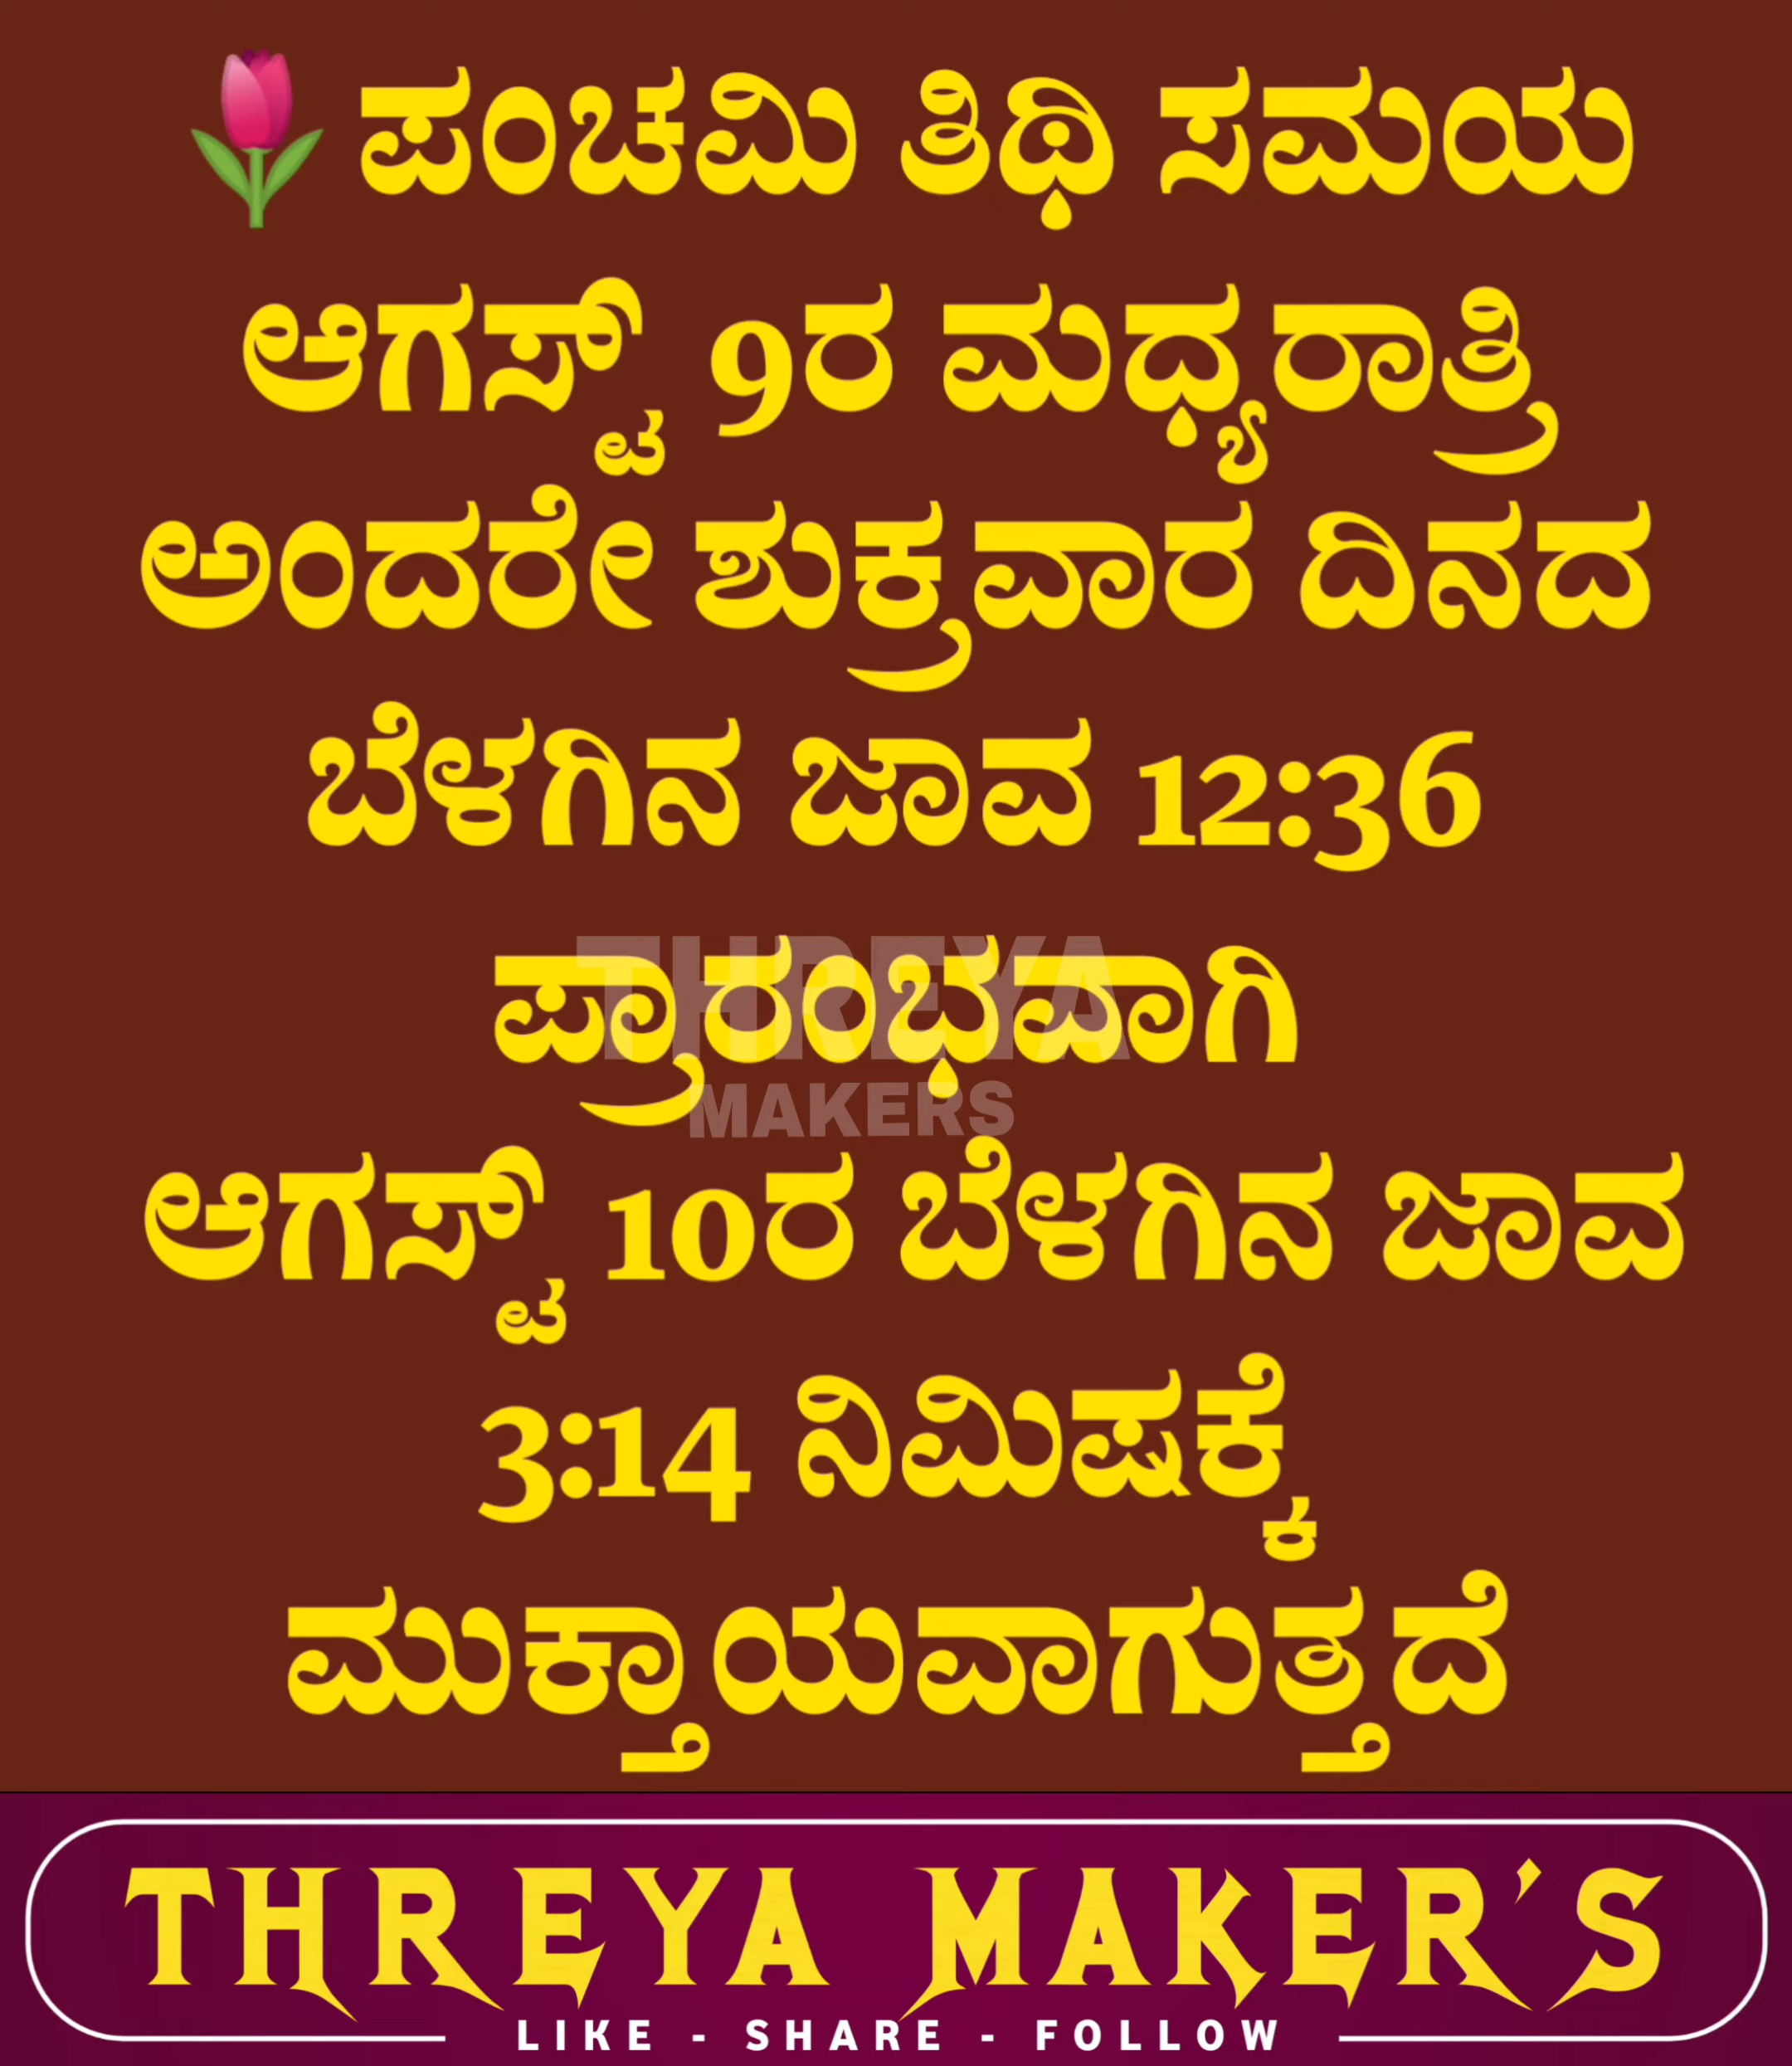 🌷ಪಂಚಮಿ ತಿಥಿ ಸಮಯ
ಆಗಸ್ಟ್ 9ರ ಮಧ್ಯರಾತ್ರಿ
ಅಂದರೇ ಶುಕ್ರವಾರ ದಿನದ
ಬೆಳಗಿನ ಜಾವ 12:36
ಪ್ರಾರಂಭವಾಗಿ
THREYA
MAKERS
ಆಗಸ್ಟ್ 10ರ ಬೆಳಗಿನ ಜಾವ
3:14 ನಿಮಿಷಕ್ಕೆ
ಮುಕ್ತಾಯವಾಗುತ್ತದೆ
THREYA MAKER'S
LIKE - SHARE - FOLLOW